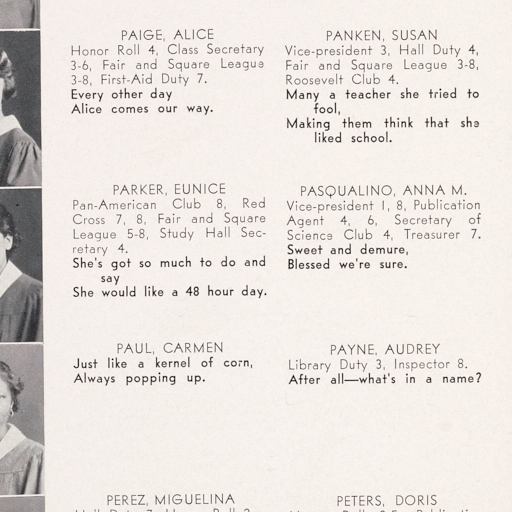 PAIGE, ALICE
Honor Roll 4, Class Secretary
3-6, Fair and Square League
3-8, First-Aid Duty 7.
Every other day
Alice comes our way.
PANKEN, SUSAN
Vice-president 3, Hall Duty 4,
Fair and Square League 3-8,
Roosevelt Club 4.
Many a teacher she tried to
fool,
Making them think that she
liked school.
PARKER, EUNICE
Pan-American Club 8, Red
Cross 7, 8, Fair and Square
League 5-8, Study Hall Sec-
retary 4.
She's got so much to do and
say
She would like a 48 hour day.
PASQUALINO, ANNA M.
Vice-president 1, 8, Publication
Agent 4, 6, Secretary of
Science Club 4, Treasurer 7.
Sweet and demure,
Blessed we're sure.
PAUL, CARMEN
Just like a kernel of corn,
Always popping up.
PAYNE, AUDREY
Library Duty 3, Inspector 8.
After all—what's in a name?
PEREZ, MIGUELINA
PETERS, DORIS